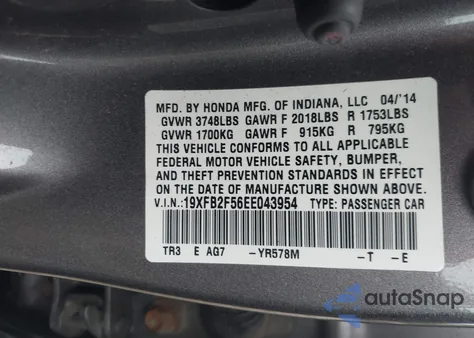 MFD. BY HONDA MFG. OF INDIANA, LLC 04/'14
GVWR 3748LBS GAWR F 2018LBS R 1753LBS
GVWR 1700KG GAWR F 915KG R 795KG
THIS VEHICLE CONFORMS TO ALL APPLICABLE
FEDERAL MOTOR VEHICLE SAFETY, BUMPER,
AND THEFT PREVENTION STANDARDS IN EFFECT
ON THE DATE OF MANUFACTURE SHOWN ABOVE.
V.I.N.:19XFB2F56EE043954 TYPE: PASSENGER CAR
TR3 E AG7 -YR578M -T -E
autoSnap